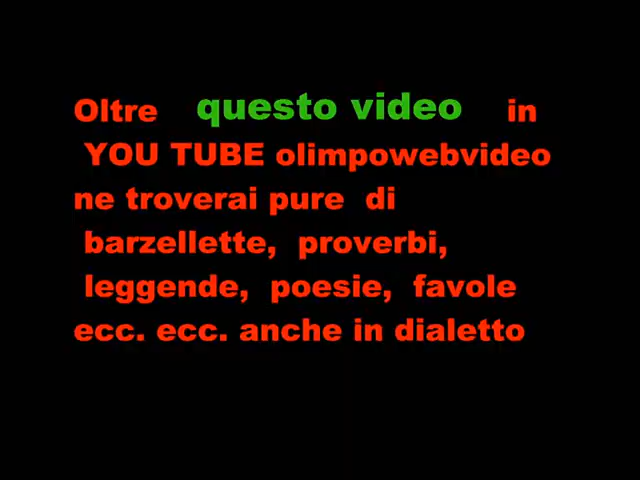 Oltre questo video in
YOU TUBE olimpowebvideo
ne troverai pure di
barzellette, proverbi,
leggende, poesie, favole
ecc. ecc. anche in dialetto